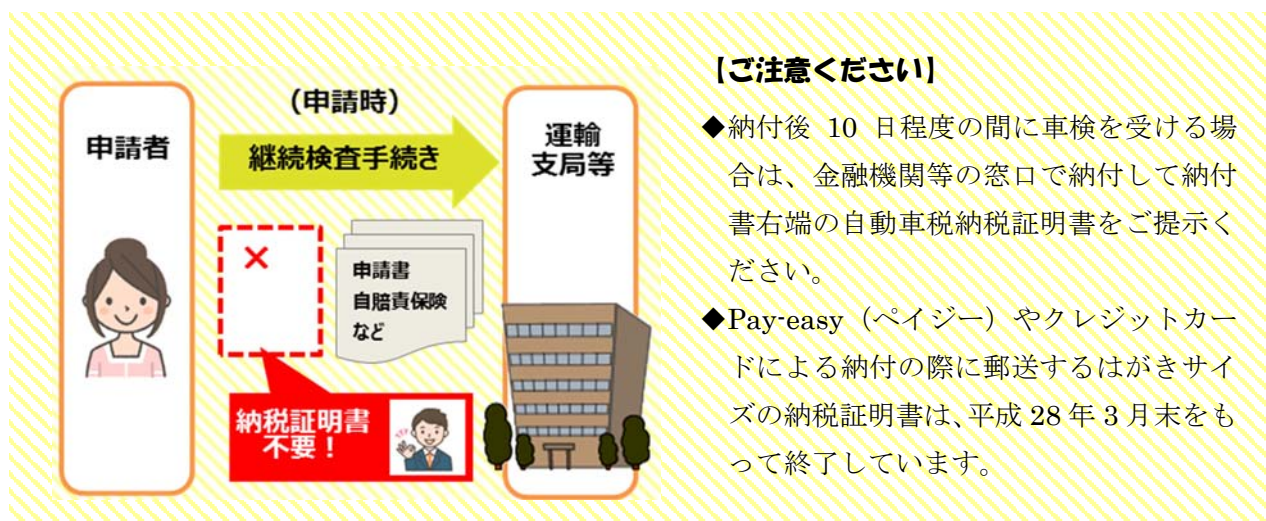 申請者
(申請時)
継続検査手続き
運輸
支局等
×
申請書
自賠責保険
など
納税証明書
不要！
【ご注意ください】
◆納付後 10 日程度の間に車検を受ける場
合は、金融機関等の窓口で納付して納付
書右端の自動車税納税証明書をご提示く
ださい。
◆Pay-easy（ペイジー）やクレジットカー
ドによる納付の際に郵送するはがきサイ
ズの納税証明書は、平成 28 年 3 月末をも
って終了しています。